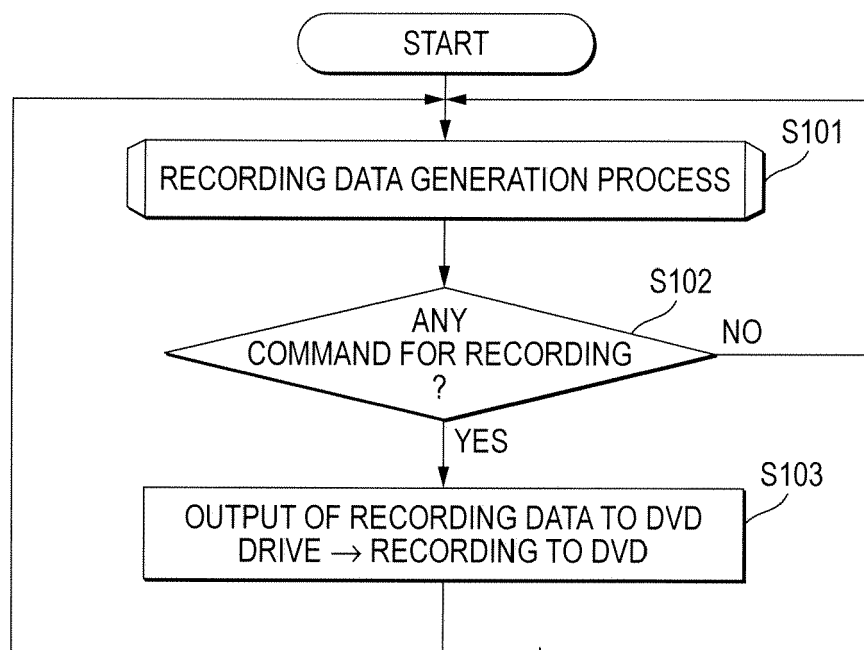 START
S101
RECORDING DATA GENERATION PROCESS
S102
ANY
COMMAND FOR RECORDING
?
NO
YES
S103
OUTPUT OF RECORDING DATA TO DVD
DRIVE → RECORDING TO DVD